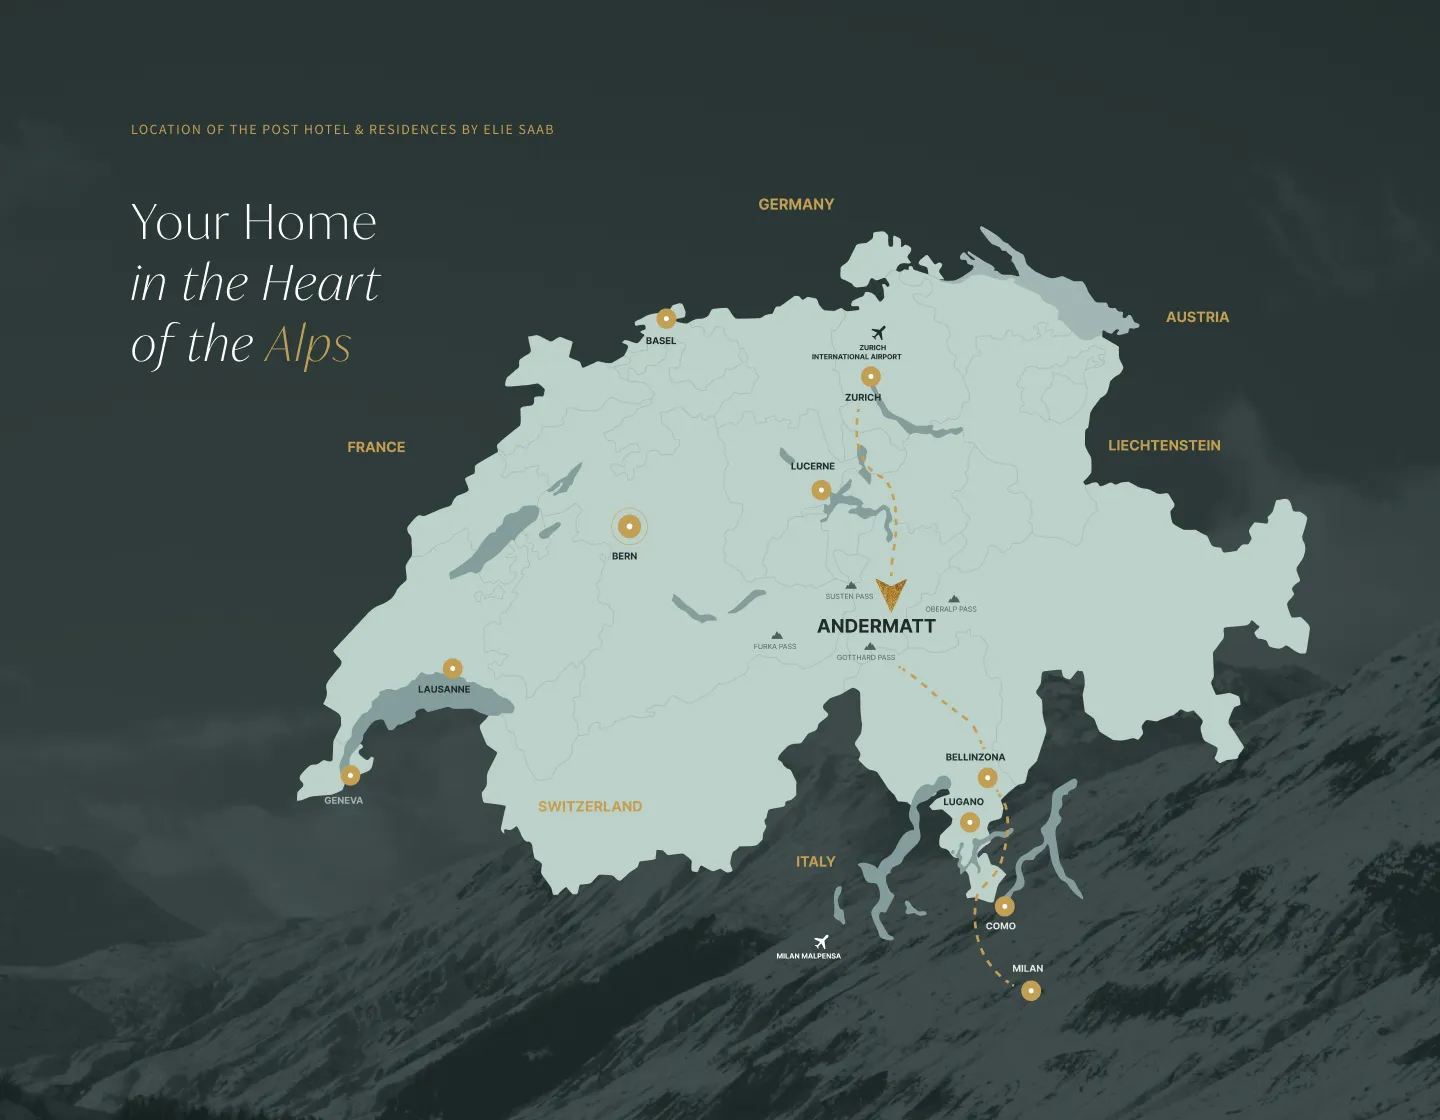 LOCATION OF THE POST HOTEL & RESIDENCES BY ELIE SAAB
Your Home
in the Heart
of the Alps
GERMANY
AUSTRIA
BASEL
ZURICH
INTERNATIONAL AIRPORT
ZURICH
FRANCE
LIECHTENSTEIN
LUCERNE
BERN
SUSTEN PASS
OBERALP PASS
ANDERMATT
FURKA PASS
GOTTHARD PASS
LAUSANNE
BELLINZONA
GENEVA
LUGANO
SWITZERLAND
ITALY
COMO
MILAN MALPENSA
MILAN